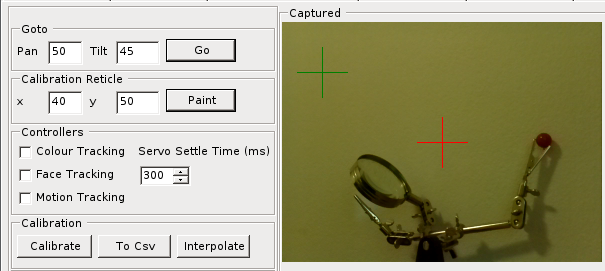 Goto
Pan 50 Tilt 45 Go
Calibration Reticle
x 40 y 50 Paint
Controllers
Colour Tracking Servo Settle Time (ms)
Face Tracking 300
Motion Tracking
Calibration
Calibrate To Csv Interpolate
Captured